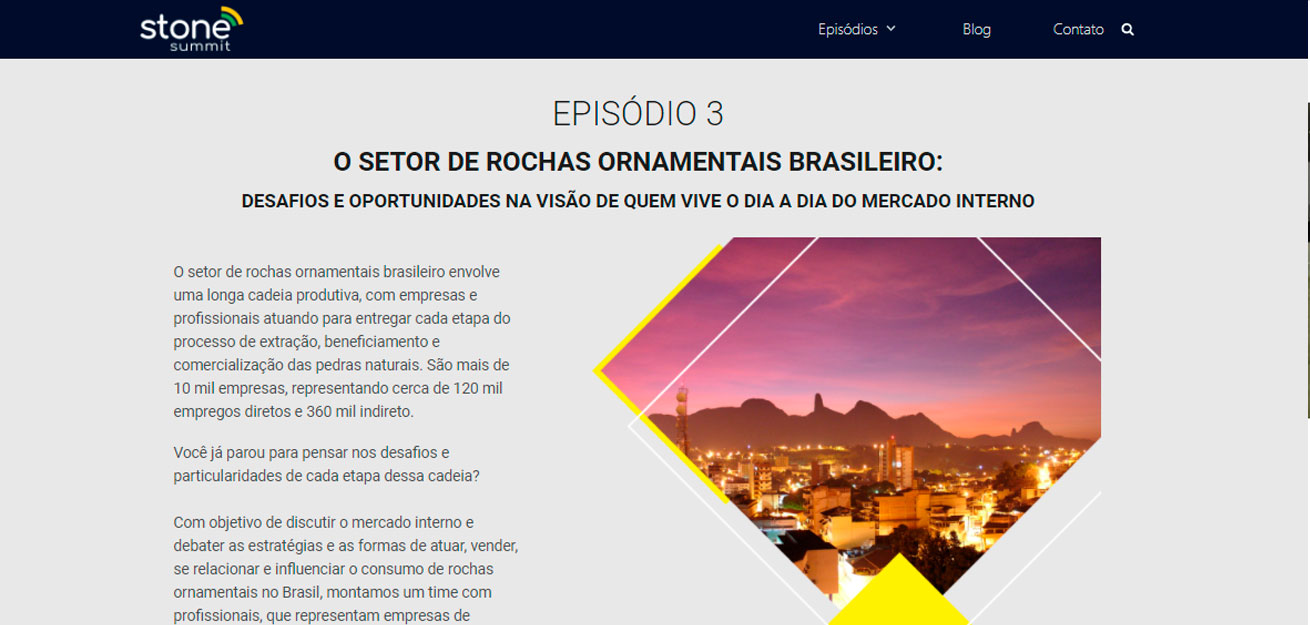 stone
summit
Episódios
Blog
Contato
EPISÓDIO 3
O SETOR DE ROCHAS ORNAMENTAIS BRASILEIRO:
DESAFIOS E OPORTUNIDADES NA VISÃO DE QUEM VIVE O DIA A DIA DO MERCADO INTERNO
O setor de rochas ornamentais brasileiro envolve
uma longa cadeia produtiva, com empresas e
profissionais atuando para entregar cada etapa do
processo de extração, beneficiamento e
comercialização das pedras naturais. São mais de
10 mil empresas, representando cerca de 120 mil
empregos diretos e 360 mil indireto.
Você já parou para pensar nos desafios e
particularidades de cada etapa dessa cadeia?
Com objetivo de discutir o mercado interno e
debater as estratégias e as formas de atuar, vender,
se relacionar e influenciar o consumo de rochas
ornamentais no Brasil, montamos um time com
profissionais, que representam empresas de